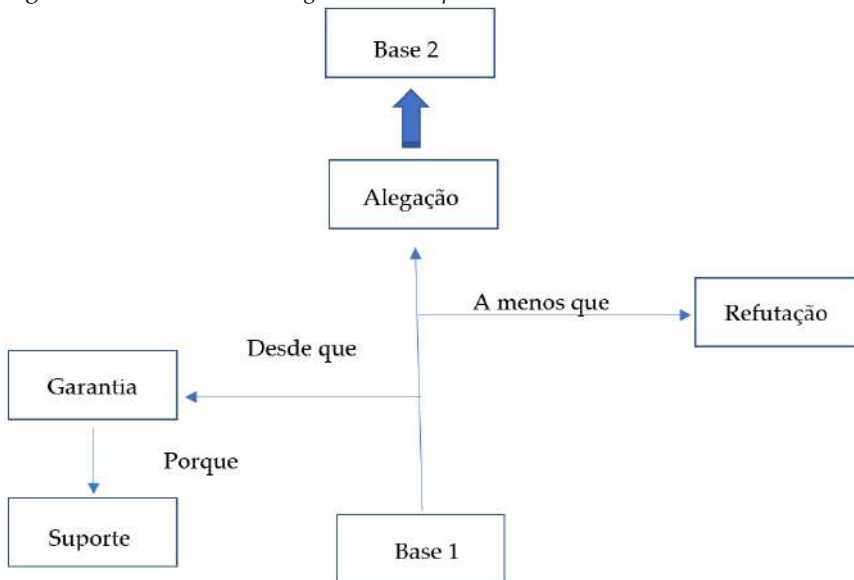 Base 2
Alegação
A menos que
Refutação
Desde que
Garantia
Porque
Suporte
Base 1